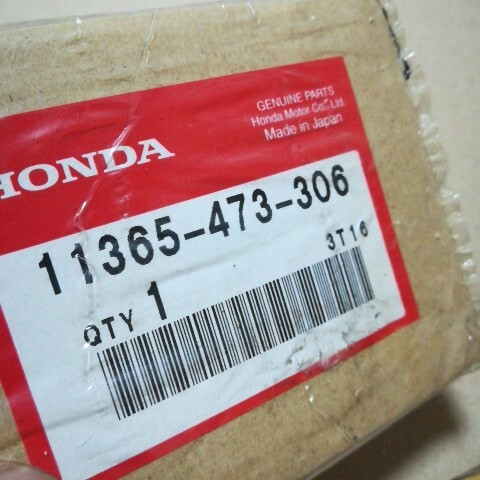 GENUINE PARTS
Honda Motor Co., Ltd.
Made in Japan
HONDA
11365-473-306
3T16
QTY 1